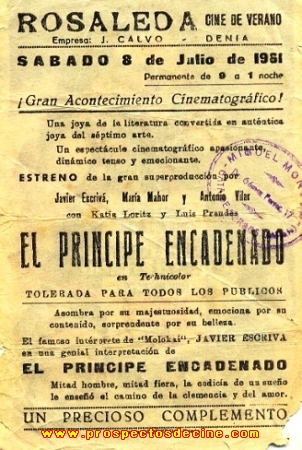 ROSALEDA CINE DE VERANO
Empresa: J. CALVO - DENIA
SABADO 8 de Julio de 1961
Permanente de 9 a 1 noche
¡Gran Acontecimiento Cinematográfico!
Una joya de la literatura convertida en auténtica
joya del séptimo arte.
Un espectáculo cinematográfico apasionante,
dinámico tenso y emocionante.
ESTRENO de la gran superproducción por
Javier Escrivá, María Mahor y Antonio Vilar
con Katia Loritz y Luis Prendes
EL PRINCIPE ENCADENADO
en Technicolor
TOLERADA PARA TODOS LOS PUBLICOS
Asombra por su majestuosidad, emociona por su
contenido, sorprendente por su belleza.
El famoso intérprete de "Molokai", JAVIER ESCRIVA
en una genial interpretación de
EL PRINCIPE ENCADENADO
Mitad hombre, mitad fiera, la codicia de un sueño
le enseñó el camino de la clemencia y del amor.
UN PRECIOSO COMPLEMENTO
MIGUEL
www.prospectosdecine.com